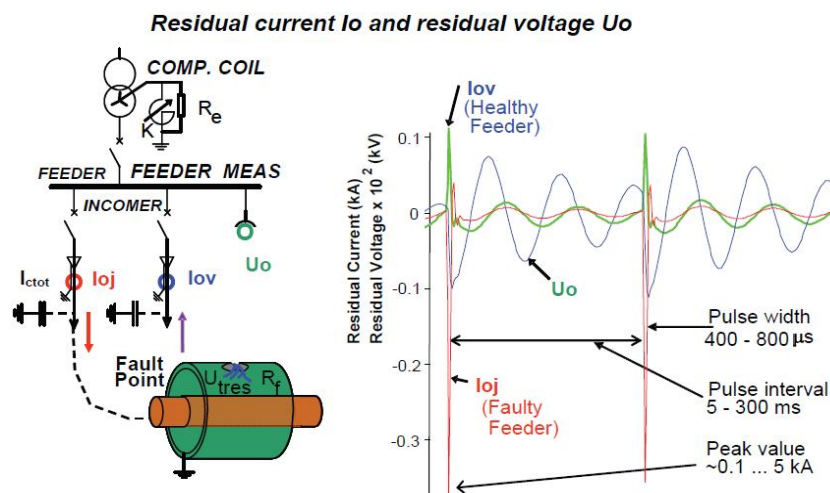 Residual current Io and residual voltage Uo
COMP. COIL
K
Re
FEEDER
FEEDER MEAS
INCOMER
Uo
Ictot
Ioj
Iov
Fault
Point
Utres
Rf
Iov
(Healthy
Feeder)
Residual Current (kA)
Residual Voltage x 10² (kV)
0.1
0
-0.1
-0.2
-0.3
Uo
Ioj
(Faulty
Feeder)
Pulse width
400 - 800 µs
Pulse interval
5 - 300 ms
Peak value
~0.1 ... 5 kA